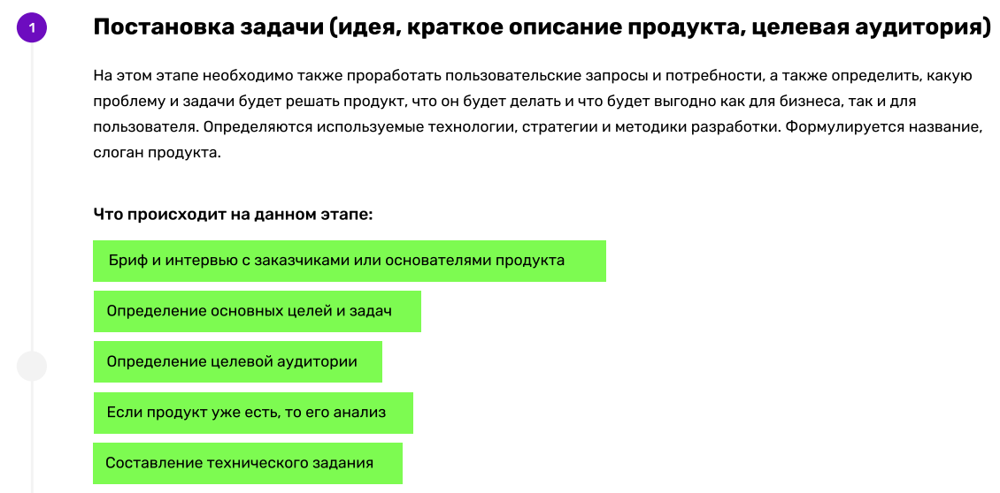 1
Постановка задачи (идея, краткое описание продукта, целевая аудитория)
На этом этапе необходимо также проработать пользовательские запросы и потребности, а также определить, какую
проблему и задачи будет решать продукт, что он будет делать и что будет выгодно как для бизнеса, так и для
пользователя. Определяются используемые технологии, стратегии и методики разработки. Формулируется название,
слоган продукта.
Что происходит на данном этапе:
Бриф и интервью с заказчиками или основателями продукта
Определение основных целей и задач
Определение целевой аудитории
Если продукт уже есть, то его анализ
Составление технического задания